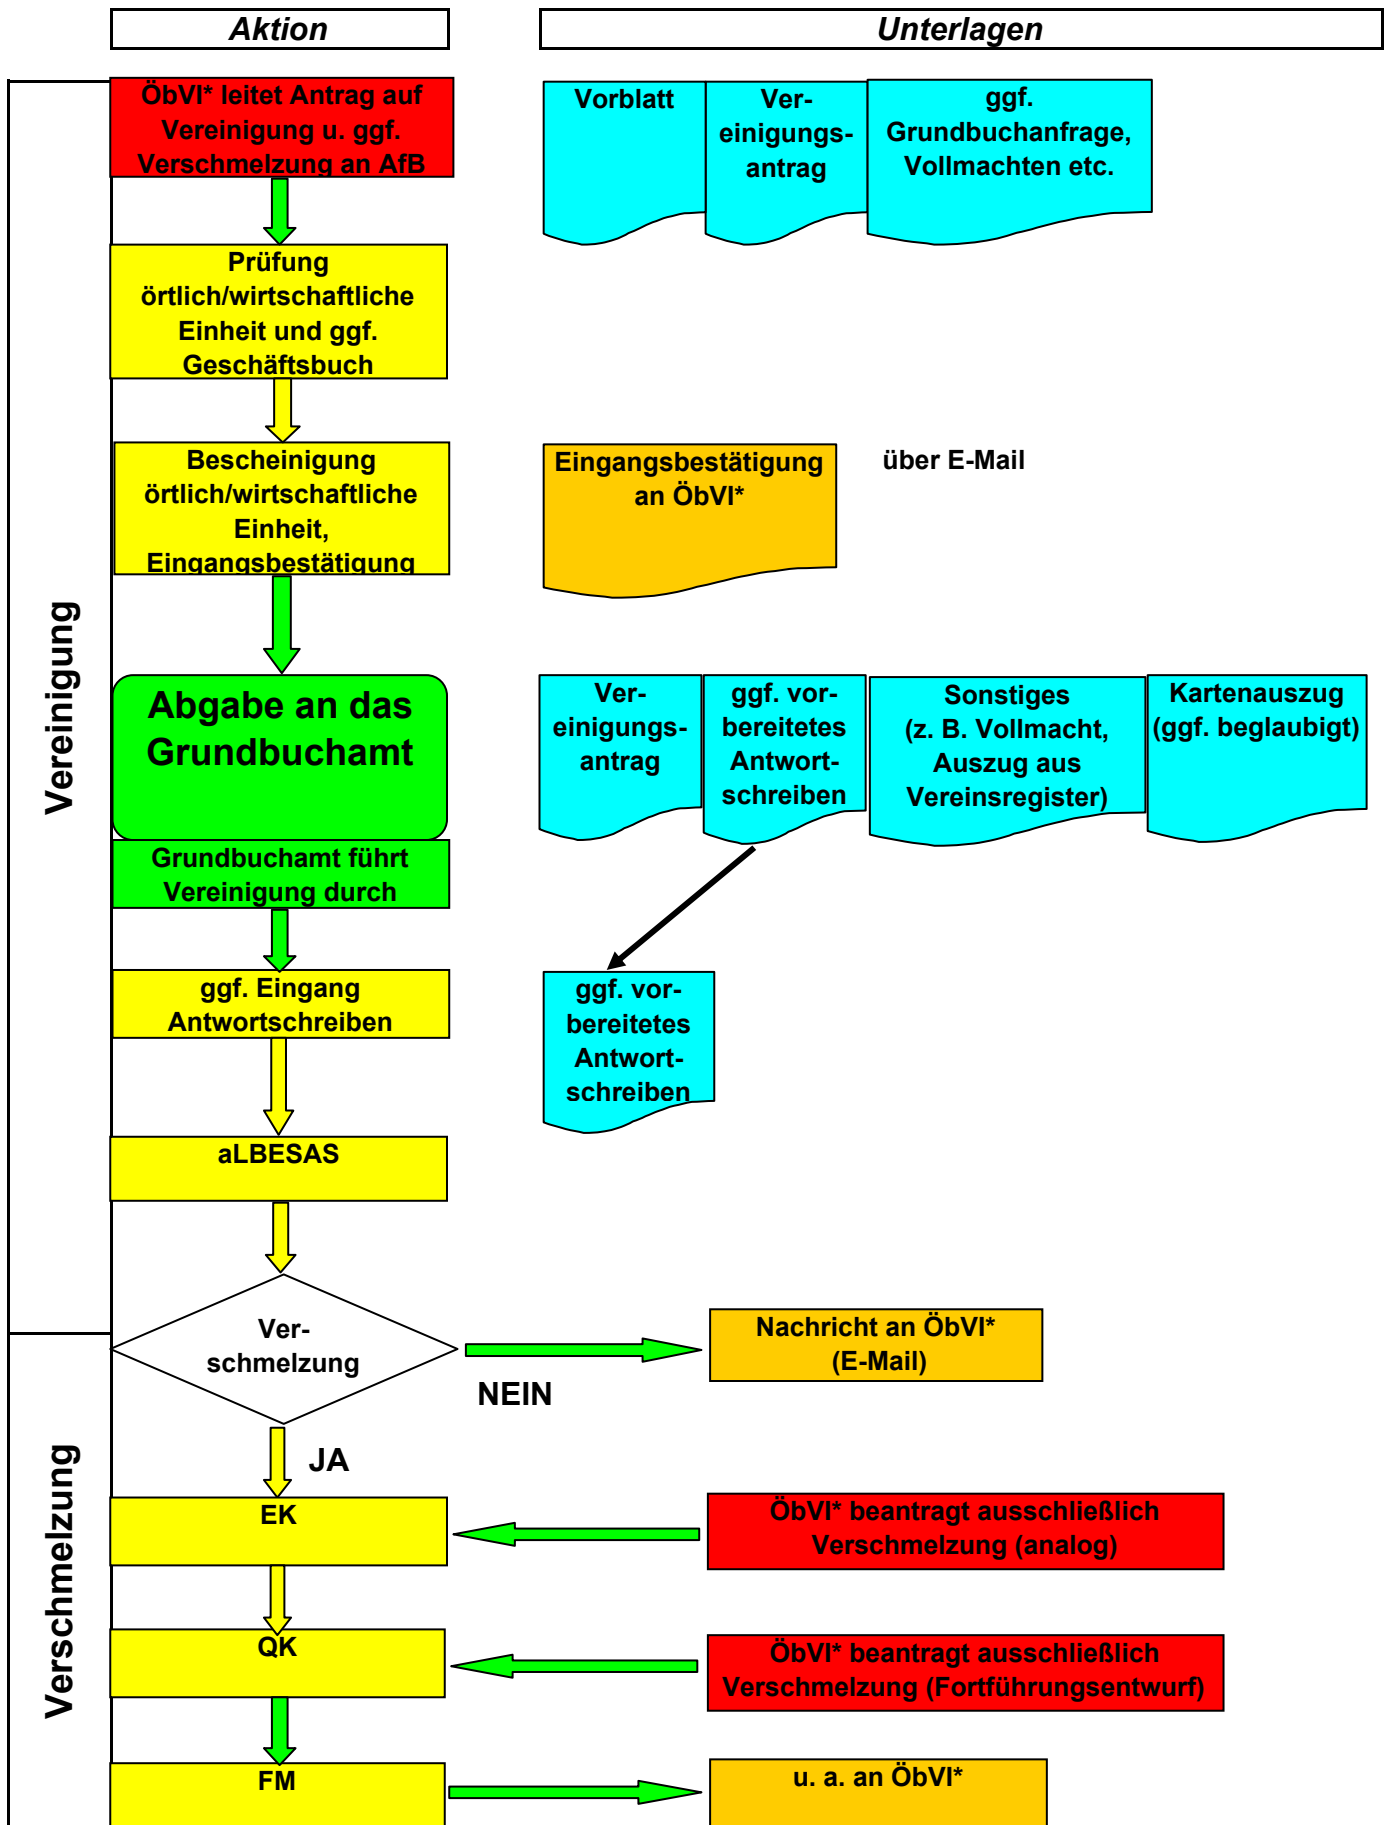 Aktion
Unterlagen
ÖbVI* leitet Antrag auf
Vereinigung u. ggf.
Verschmelzung an AfB
Vorblatt
Ver-
einigungs-
antrag
ggf.
Grundbuchanfrage,
Vollmachten etc.
Prüfung
örtlich/wirtschaftliche
Einheit und ggf.
Geschäftsbuch
Bescheinigung
örtlich/wirtschaftliche
Einheit,
Eingangsbestätigung
Eingangsbestätigung
an ÖbVI*
über E-Mail
Vereinigung
Abgabe an das
Grundbuchamt
Ver-
einigungs-
antrag
ggf. vor-
bereitetes
Antwort-
schreiben
Sonstiges
(z. B. Vollmacht,
Auszug aus
Vereinsregister)
Kartenauszug
(ggf. beglaubigt)
Grundbuchamt führt
Vereinigung durch
ggf. Eingang
Antwortschreiben
ggf. vor-
bereitetes
Antwort-
schreiben
aLBESAS
Ver-
schmelzung
NEIN
Nachricht an ÖbVI*
(E-Mail)
JA
Verschmelzung
EK
ÖbVI* beantragt ausschließlich
Verschmelzung (analog)
QK
ÖbVI* beantragt ausschließlich
Verschmelzung (Fortführungsentwurf)
FM
u. a. an ÖbVI*